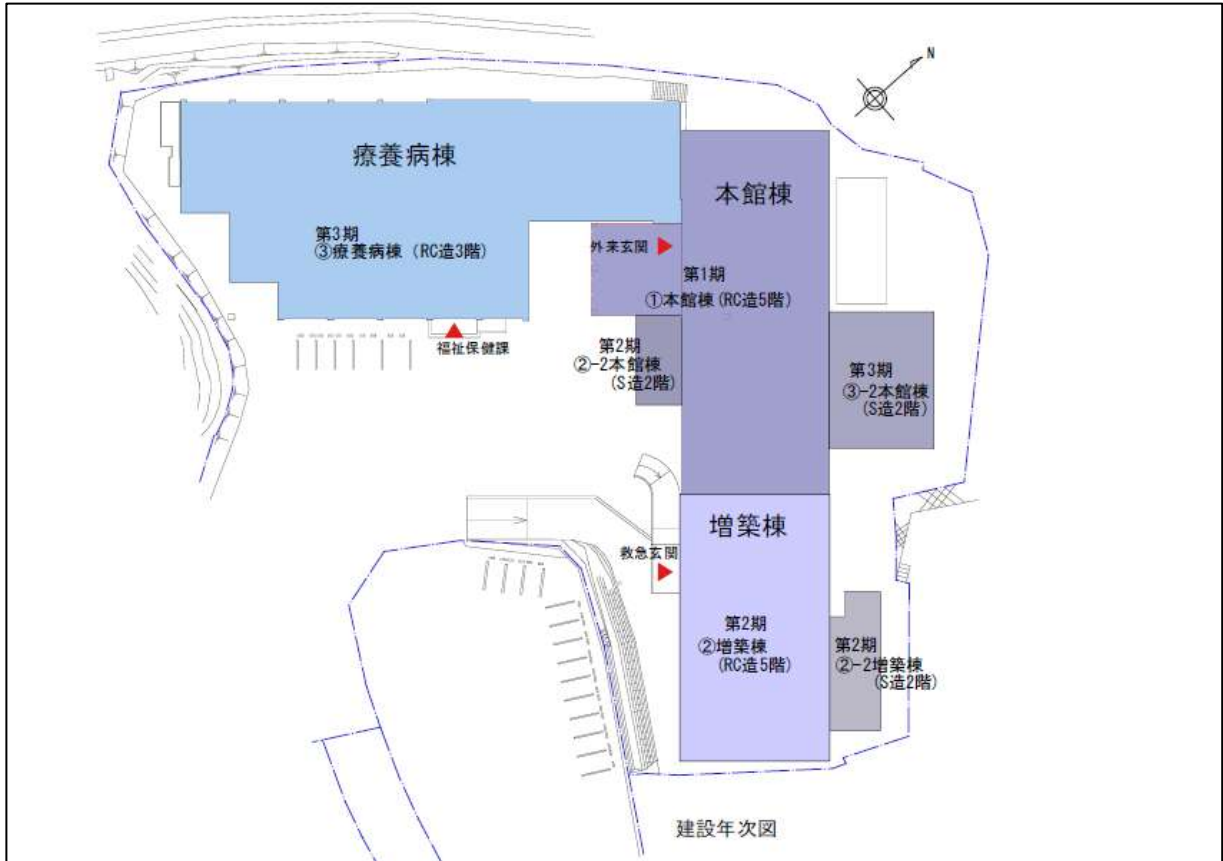 N
療養病棟
本館棟
第3期
③療養病棟（RC造3階）
外来玄関
第1期
①本館棟(RC造5階)
福祉保健課
第2期
②-2本館棟
(S造2階)
第3期
③-2本館棟
(S造2階)
増築棟
救急玄関
第2期
②増築棟
(RC造5階)
第2期
②-2増築棟
(S造2階)
建設年次図